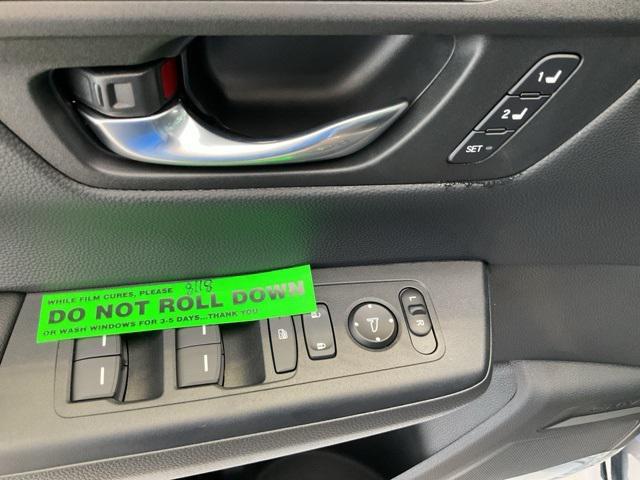 1
2
SET
WHILE FILM CURES, PLEASE
DO NOT ROLL DOWN
OR WASH WINDOWS FOR 3-5 DAYS...THANK YOU
L
R